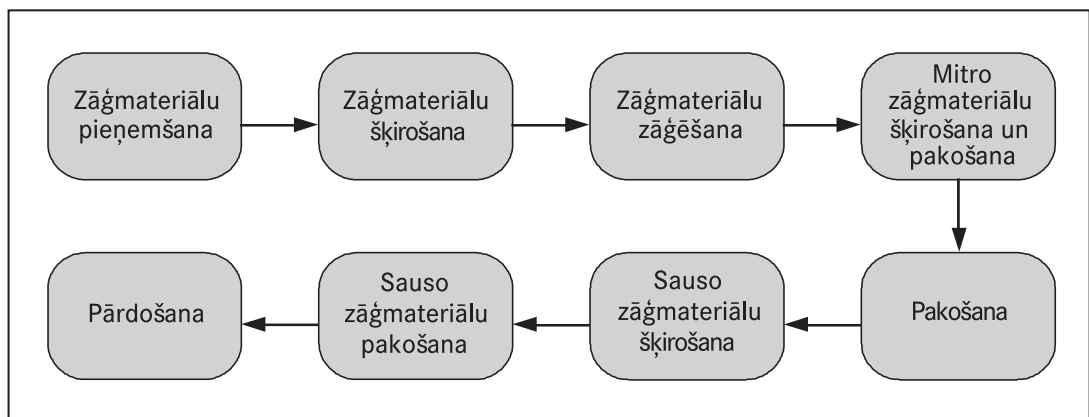 Zāģmateriālu
pieņemšana
Zāģmateriālu
šķirošana
Zāģmateriālu
zāģēšana
Mitro
zāģmateriālu
šķirošana un
pakošana
Pakošana
Sauso
zāģmateriālu
šķirošana
Sauso
zāģmateriālu
pakošana
Pārdošana